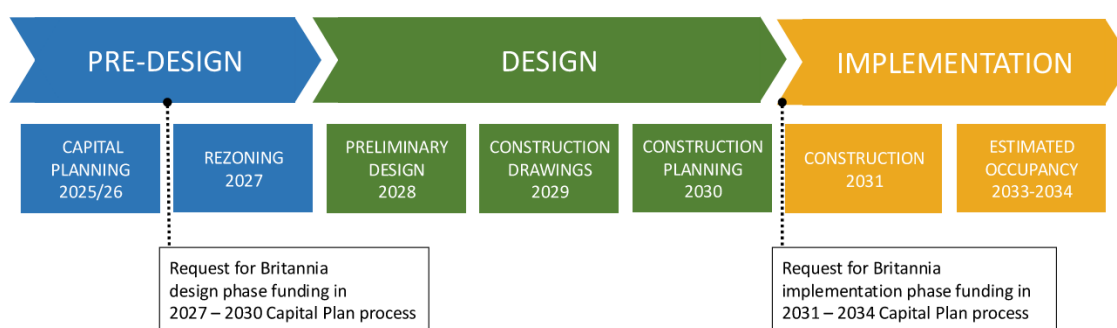 PRE-DESIGN
DESIGN
IMPLEMENTATION
CAPITAL
PLANNING
2025/26
REZONING
2027
PRELIMINARY
DESIGN
2028
CONSTRUCTION
DRAWINGS
2029
CONSTRUCTION
PLANNING
2030
CONSTRUCTION
2031
ESTIMATED
OCCUPANCY
2033-2034
Request for Britannia
design phase funding in
2027 – 2030 Capital Plan process
Request for Britannia
implementation phase funding in
2031 – 2034 Capital Plan process